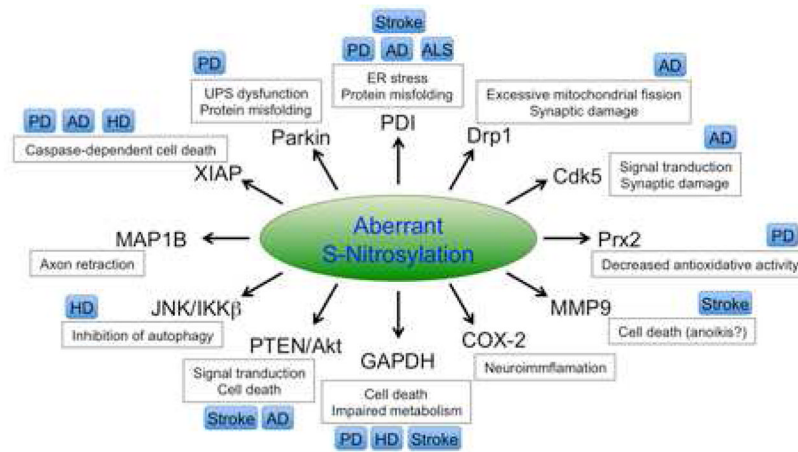 Stroke
PD AD ALS
ER stress
Protein misfolding
PDI
PD
UPS dysfunction
Protein misfolding
Parkin
AD
Excessive mitochondrial fission
Synaptic damage
Drp1
PD AD HD
Caspase-dependent cell death
XIAP
AD
Cdk5
Signal tranduction
Synaptic damage
Aberrant
S-Nitrosylation
MAP1B
Axon retraction
Prx2
PD
Decreased antioxidative activity
HD
JNK/IKKβ
Inhibition of autophagy
MMP9
Stroke
Cell death (anoikis?)
PTEN/Akt
Signal tranduction
Cell death
Stroke AD
GAPDH
Cell death
Impaired metabolism
PD HD Stroke
COX-2
Neuroimmflamation